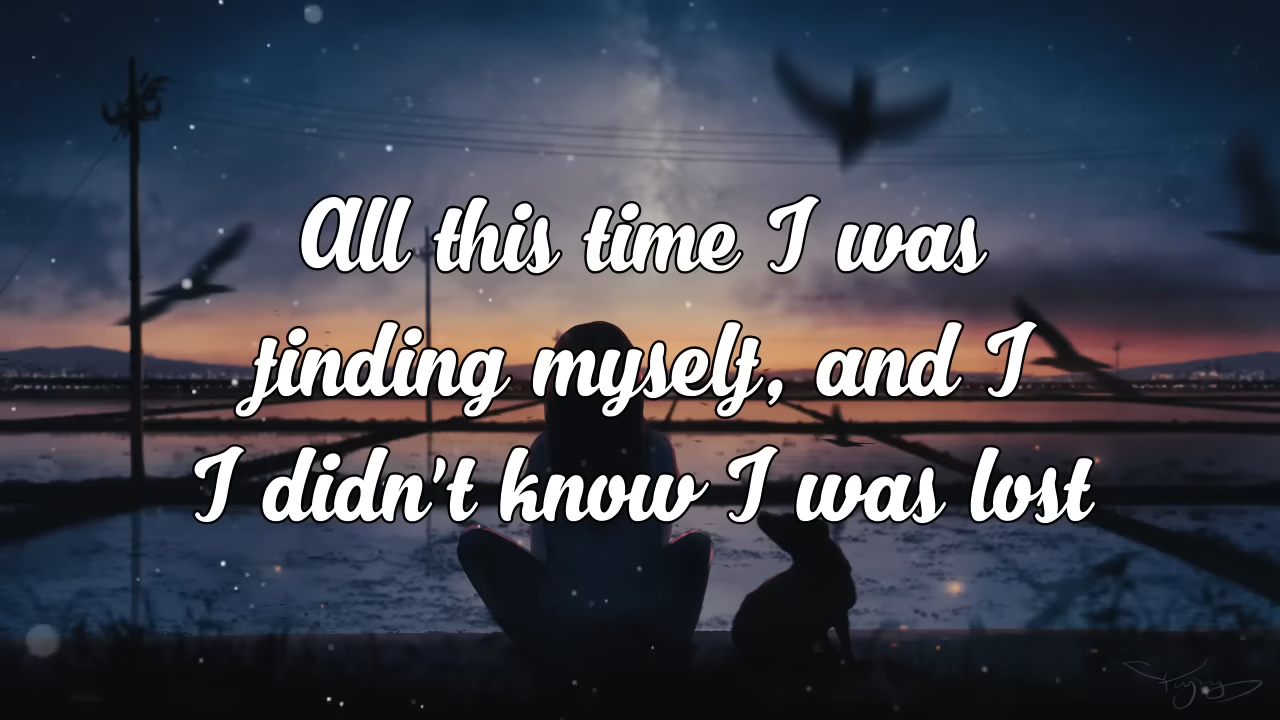 All this time I was
finding myself, and I
I didn't know I was lost